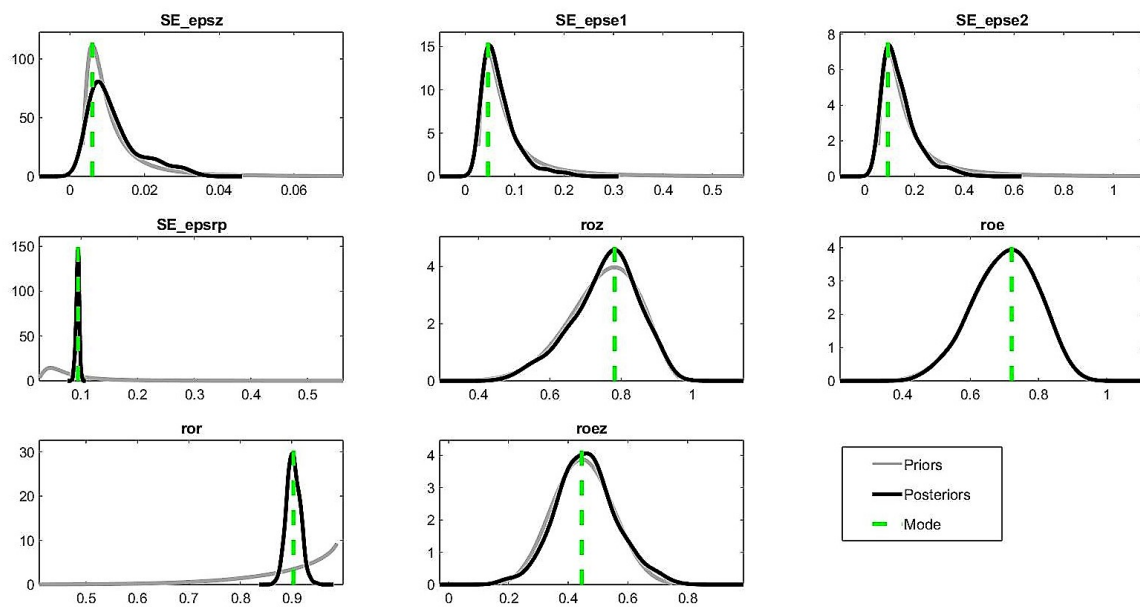 SE_epsz
100
50
0
0 0.02 0.04 0.06
SE_epse1
15
10
5
0
0 0.1 0.2 0.3 0.4 0.5
SE_epse2
8
6
4
2
0
0 0.2 0.4 0.6 0.8 1
SE_epsrp
150
100
50
0
0.1 0.2 0.3 0.4 0.5
roz
4
2
0
0.4 0.6 0.8 1
roe
4
3
2
1
0
0.4 0.6 0.8 1
ror
30
20
10
0
0.5 0.6 0.7 0.8 0.9
roez
4
3
2
1
0
0 0.2 0.4 0.6 0.8
Priors
Posteriors
Mode